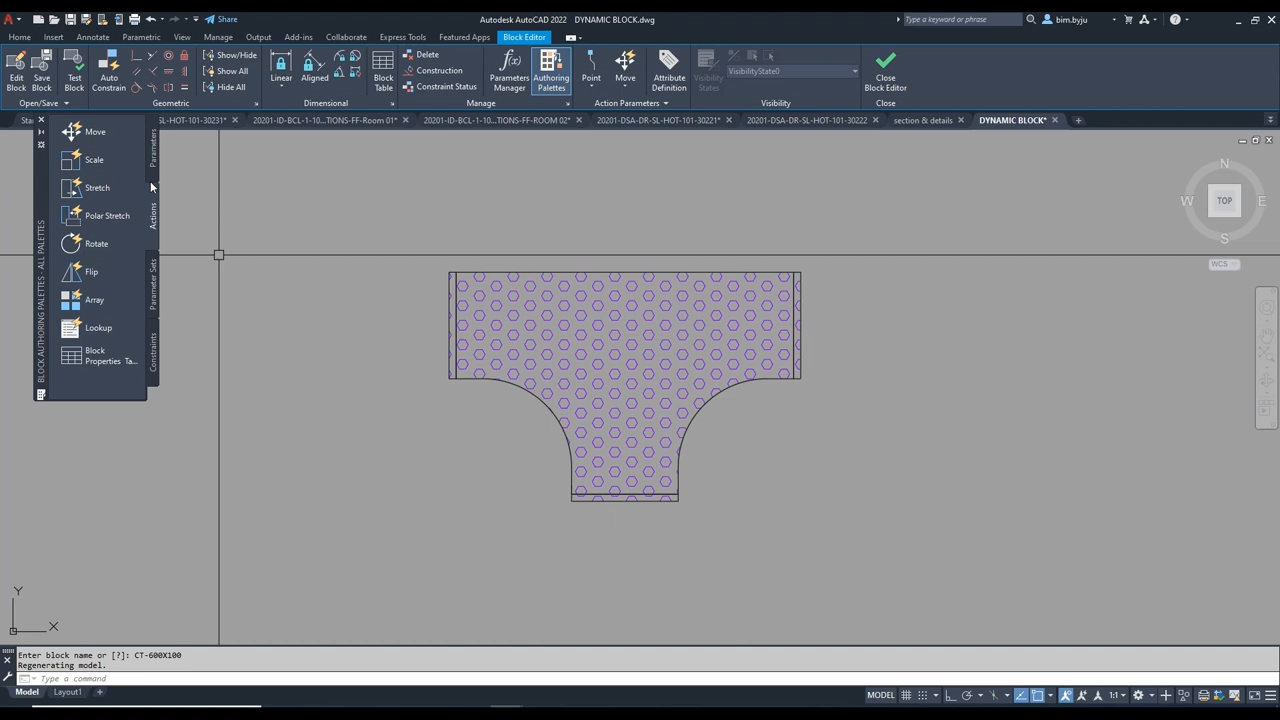 Share
Autodesk AutoCAD 2022 DYNAMIC BLOCK.dwg
Type a keyword or phrase
bim.byju
Home Insert Annotate Parametric View Manage Output Add-ins Collaborate Express Tools Featured Apps Block Editor
Edit Block
Save Block
Test Block
Auto Constrain
Show/Hide
Show All
Hide All
Linear
Aligned
Block Table
Parameters Manager
Authoring Palettes
Delete
Construction
Constraint Status
Point
Move
Attribute Definition
Visibility States
VisibilityState0
Close Block Editor
Open/Save
Geometric
Dimensional
Manage
Action Parameters
Visibility
Close
SL-HOT-101-30231*
2021-ID-BCL-1-10...TIONS-FF-Room 01*
2021-ID-BCL-1-10...TIONS-FF-ROOM 02*
20201-DSA-DR-SL-HOT-101-30221*
20201-DSA-DR-SL-HOT-101-30222
section & details
DYNAMIC BLOCK*
Move
Scale
Stretch
Polar Stretch
Rotate
Flip
Array
Lookup
Block
Properties Ta...
Parameters
Actions
Parameter Sets
Constraints
BLOCK AUTHORING PALETTES - ALL PALETTES
N
W
TOP
E
S
WCS
Y
X
Enter block name or [?]: CT-600X100
Regenerating model.
Type a command
Model
Layout1
MODEL
1:1